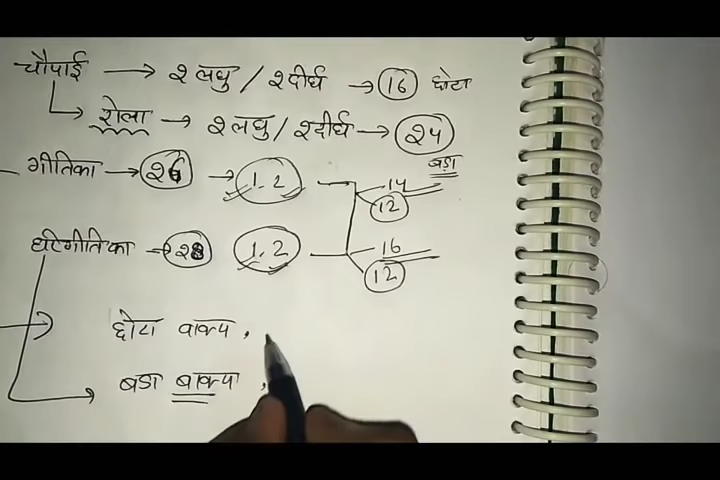 चौपाई → २ लघु / २ दीर्घ → 16 छोटा
रोला → २ लघु / २ दीर्घ → 24
बड़ा
गीतिका → 26 → 1.2 14
12
हरिगीतिका → 28 1.2 16
12
छोटा वाक्य ,
बडा बाक्या ,